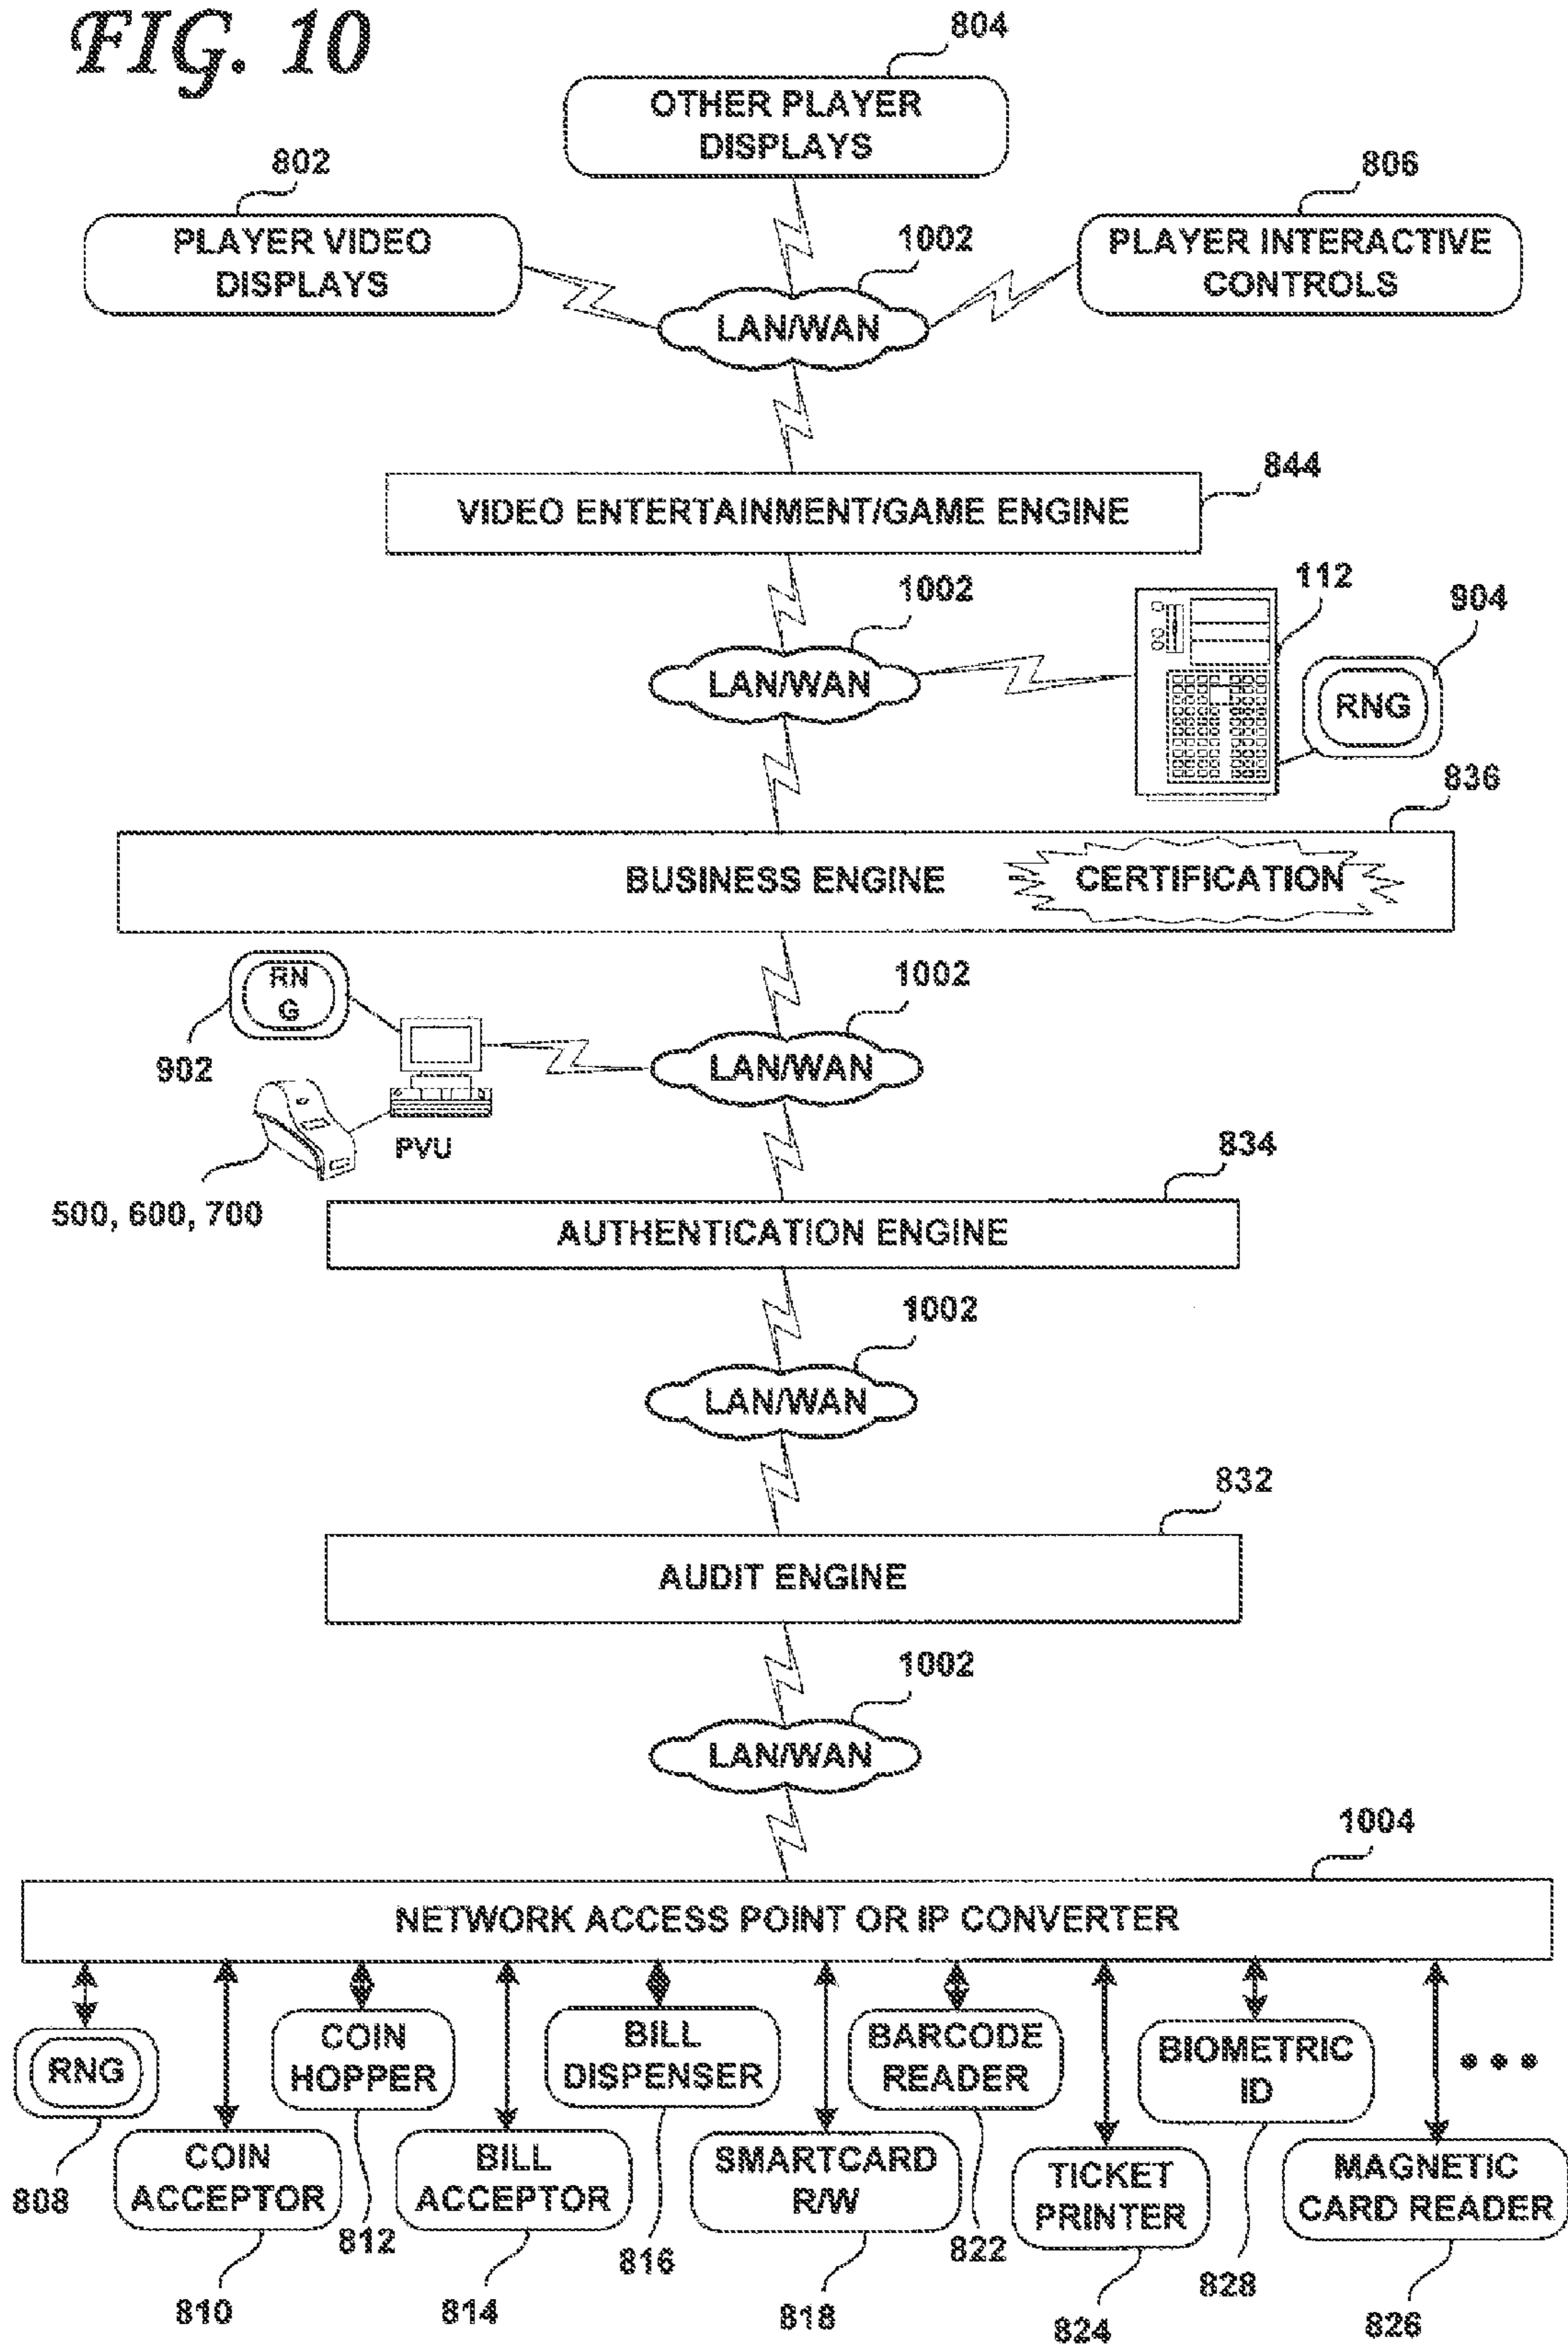 FIG. 10
804
OTHER PLAYER
DISPLAYS
802
PLAYER VIDEO
DISPLAYS
806
PLAYER INTERACTIVE
CONTROLS
1002
LAN/WAN
844
VIDEO ENTERTAINMENT/GAME ENGINE
1002
LAN/WAN
112
904
RNG
836
BUSINESS ENGINE
CERTIFICATION
RN
G
902
1002
LAN/WAN
PVU
500, 600, 700
834
AUTHENTICATION ENGINE
1002
LAN/WAN
832
AUDIT ENGINE
1002
LAN/WAN
1004
NETWORK ACCESS POINT OR IP CONVERTER
RNG
808
COIN
ACCEPTOR
810
COIN
HOPPER
812
BILL
ACCEPTOR
814
BILL
DISPENSER
816
SMARTCARD
R/W
818
BARCODE
READER
822
TICKET
PRINTER
824
BIOMETRIC
ID
828
MAGNETIC
CARD READER
826